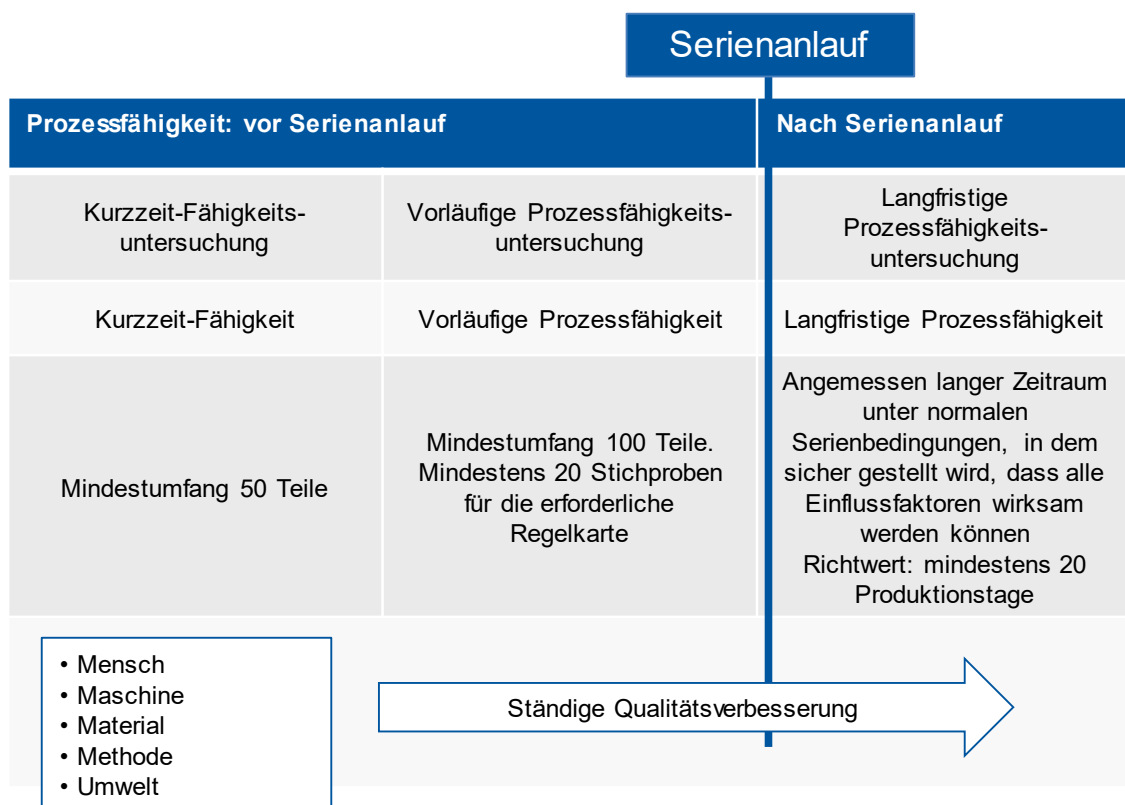 Serienanlauf
Prozessfähigkeit: vor Serienanlauf
Nach Serienanlauf
Kurzzeit-Fähigkeits-
untersuchung
Vorläufige Prozessfähigkeits-
untersuchung
Langfristige
Prozessfähigkeits-
untersuchung
Kurzzeit-Fähigkeit
Vorläufige Prozessfähigkeit
Langfristige Prozessfähigkeit
Mindestumfang 50 Teile
Mindestumfang 100 Teile.
Mindestens 20 Stichproben
für die erforderliche
Regelkarte
Angemessen langer Zeitraum
unter normalen
Serienbedingungen, in dem
sicher gestellt wird, dass alle
Einflussfaktoren wirksam
werden können
Richtwert: mindestens 20
Produktionstage
• Mensch
• Maschine
• Material
• Methode
• Umwelt
Ständige Qualitätsverbesserung